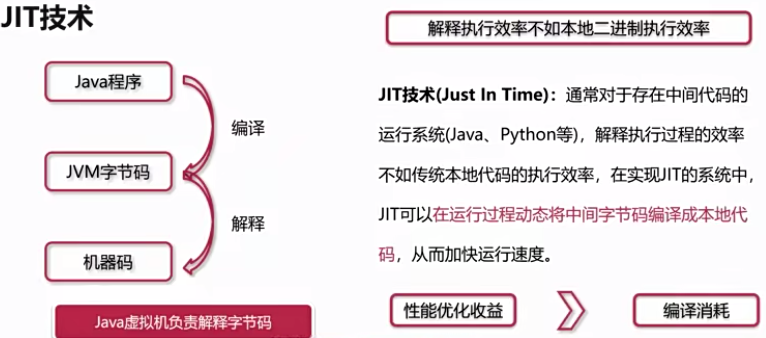 JIT技术
Java程序
编译
JVM字节码
解释
机器码
Java虚拟机负责解释字节码
解释执行效率不如本地二进制执行效率
JIT技术(Just In Time)：通常对于存在中间代码的
运行系统(Java、Python等)，解释执行过程的效率
不如传统本地代码的执行效率，在实现JIT的系统中，
JIT可以在运行过程动态将中间字节码编译成本地代
码，从而加快运行速度。
性能优化收益
编译消耗